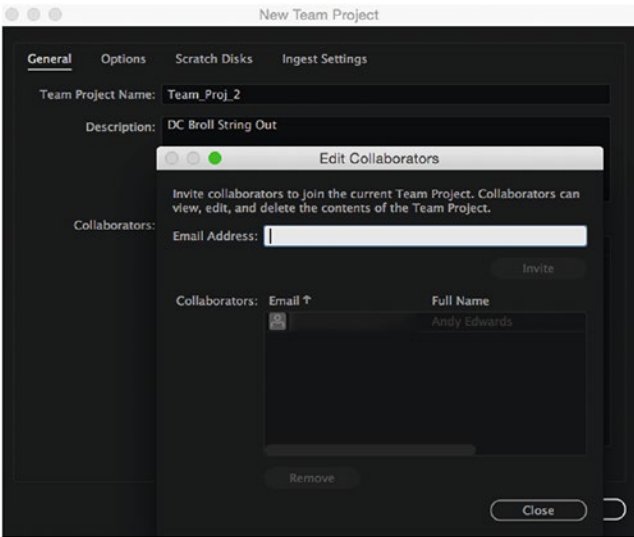 New Team Project
General Options Scratch Disks Ingest Settings
Team Project Name: Team_Proj_2
Description: DC Broll String Out
Edit Collaborators
Invite collaborators to join the current Team Project. Collaborators can
view, edit, and delete the contents of the Team Project.
Collaborators:
Email Address:
Invite
Collaborators: Email ↑ Full Name
Andy Edwards
Remove
Close